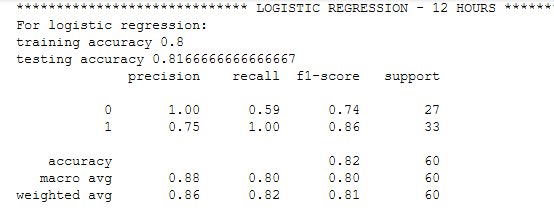 ***************************** LOGISTIC REGRESSION - 12 HOURS ******
For logistic regression:
training accuracy 0.8
testing accuracy 0.8166666666666667
precision recall f1-score support
0 1.00 0.59 0.74 27
1 0.75 1.00 0.86 33
accuracy 0.82 60
macro avg 0.88 0.80 0.80 60
weighted avg 0.86 0.82 0.81 60